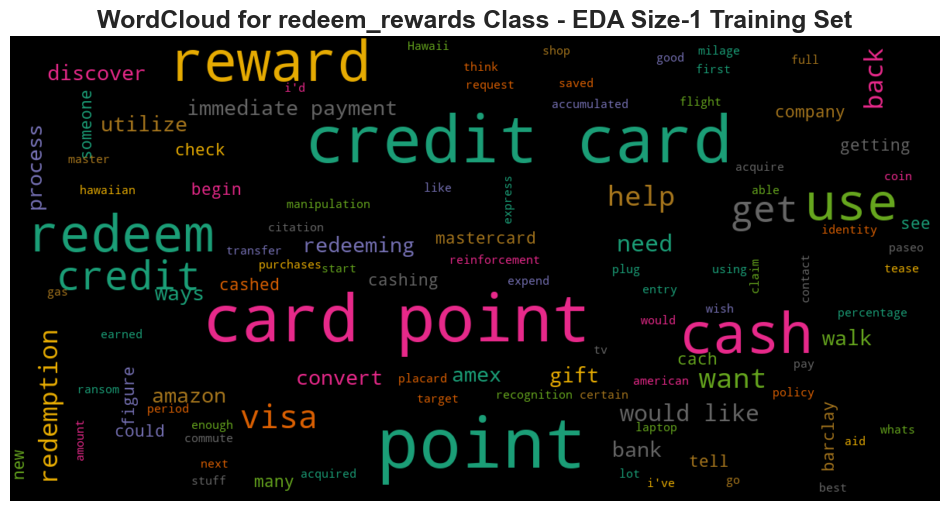 WordCloud for redeem_rewards Class - EDA Size-1 Training Set
Hawaii
reward
shop
milage
good
full
back
discover
think
first
i'd
request
saved
someone
immediate payment
accumulated
flight
company
utilize
credit card
process
master
check
getting
acquire
coin
hawaiian
begin
like
express
help
able
use
manipulation
get
identity
see
citation
redeem
transfer
redeeming
mastercard
need
paseo
purchases
start
reinforcement
plug
using
claim
contact
tease
credit
gas
ways
cashed
cashing
expend
entry
wish
percentage
card point
would
cash
walk
earned
tv
cach
pay
redemption
convert
placard
amex
gift
american
want
ransom
figure
amazon
target
recognition
certain
policy
period
visa
would like
barclay
amount
could
enough
commute
laptop
whats
point
bank
aid
new
next
stuff
many
acquired
lot
tell
i've
go
best